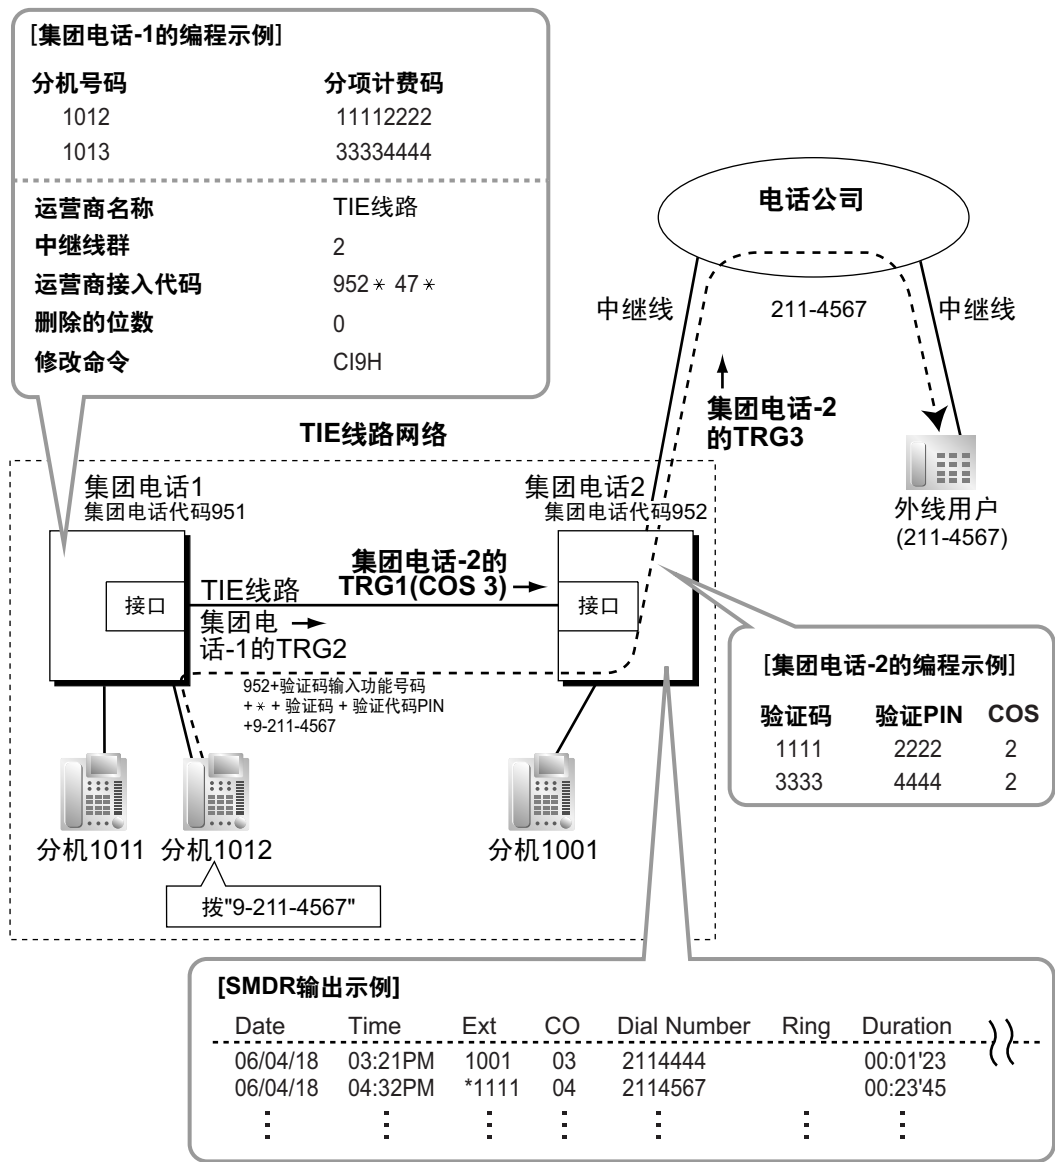 [集团电话-1的编程示例]
分机号码 分项计费码
1012 11112222
1013 33334444
运营商名称 TIE线路
中继线群 2
运营商接入代码 952＊47＊
删除的位数 0
修改命令 CI9H
电话公司
中继线 211-4567 中继线
集团电话-2
的TRG3
外线用户
(211-4567)
TIE线路网络
集团电话1
集团电话代码951
集团电话2
集团电话代码952
接口
TIE线路
集团电话-2的
TRG1(COS 3)
接口
集团电
话-1的TRG2
952+验证码输入功能号码
+＊+ 验证码 + 验证代码PIN
+9-211-4567
[集团电话-2的编程示例]
验证码 验证PIN COS
1111 2222 2
3333 4444 2
分机1011 分机1012 分机1001
拨"9-211-4567"
[SMDR输出示例]
Date Time Ext CO Dial Number Ring Duration
06/04/18 03:21PM 1001 03 2114444 00:01'23
06/04/18 04:32PM *1111 04 2114567 00:23'45